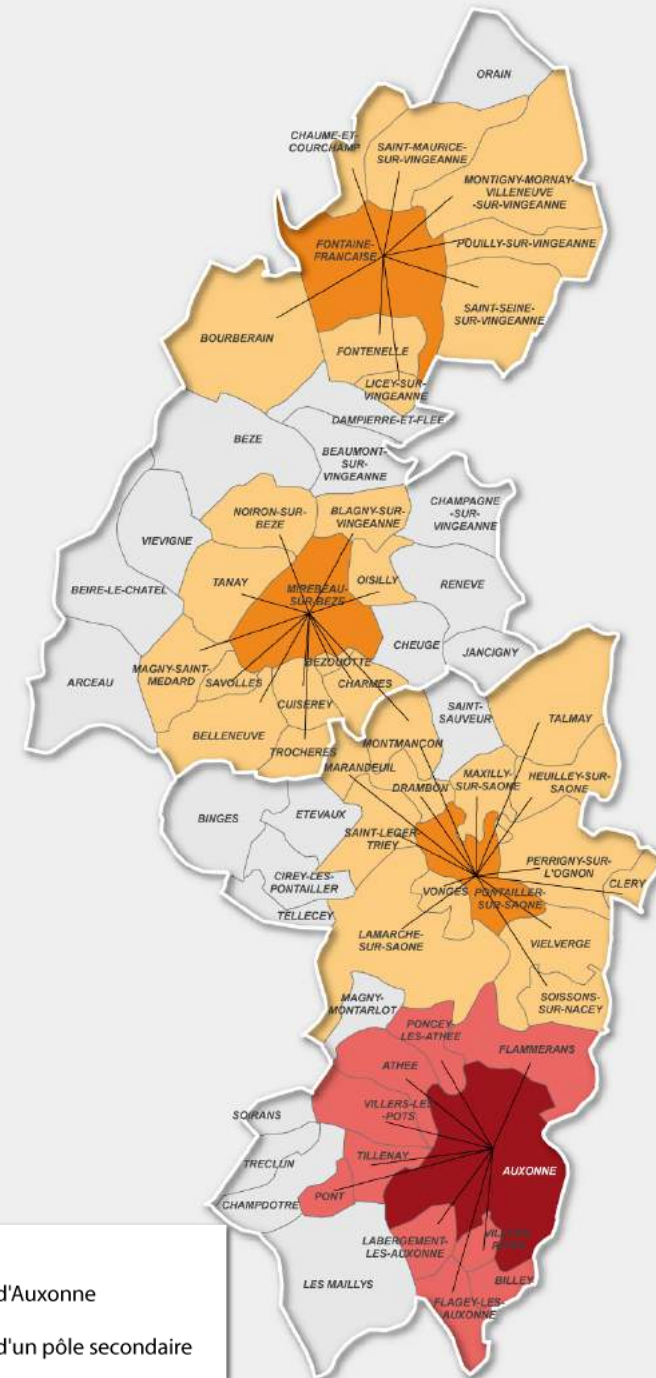 ORAIN
CHAUME-ET-
COURCHAMP
SAINT-MAURICE-
SUR-VINGEANNE
MONTIGNY-MORNAY-
VILLENEUVE
-SUR-VINGEANNE
FONTAINE-
FRANCAISE
POUILLY-SUR-VINGEANNE
SAINT-SEINE-
SUR-VINGEANNE
BOURBERAIN
FONTENELLE
LICEY-SUR-
VINGEANNE
DAMPIERRE-ET-FLEE
BEZE
BEAUMONT-
SUR-
VINGEANNE
NOIRON-SUR-
BEZE
BLAGNY-SUR-
VINGEANNE
CHAMPAGNE
-SUR-
VINGEANNE
VIEVIGNE
BEIRE-LE-CHATEL
TANAY
MIREBEAU-
SUR-BEZE
OISILLY
RENEVE
CHEUGE
JANCIGNY
ARCEAU
MAGNY-SAINT-
MEDARD
SAVOLLES
BEZOUOTTE
CHARMES
CUISEREY
BELLENEUVE
TROCHERES
SAINT-
SAUVEUR
TALMAY
MONTMANÇON
MARANDEUIL
DRAMBON
MAXILLY-
SUR-SAONE
HEUILLEY-SUR-
SAONE
BINGES
ETEVAUX
SAINT-LEGER-
TRIEY
PERRIGNY-SUR-
L'OGNON
CLERY
CIREY-LES-
PONTAILLER
VONGES
PONTAILLER-
SUR-SAONE
TELLECEY
LAMARCHE-
SUR-SAONE
VIELVERGE
SOISSONS-
SUR-NACEY
MAGNY-
MONTARLOT
PONCEY-
LES-ATHEE
FLAMMERANS
ATHEE
SOIRANS
VILLERS-LES
-POTS
TRECLUN
TILLENAY
AUXONNE
CHAMPDOTRE
PONT
LABERGEMENT-
LES-AUXONNE
LES MAILLYS
BILLEY
FLAGEY-LES-
AUXONNE
d'Auxonne
d'un pôle secondaire